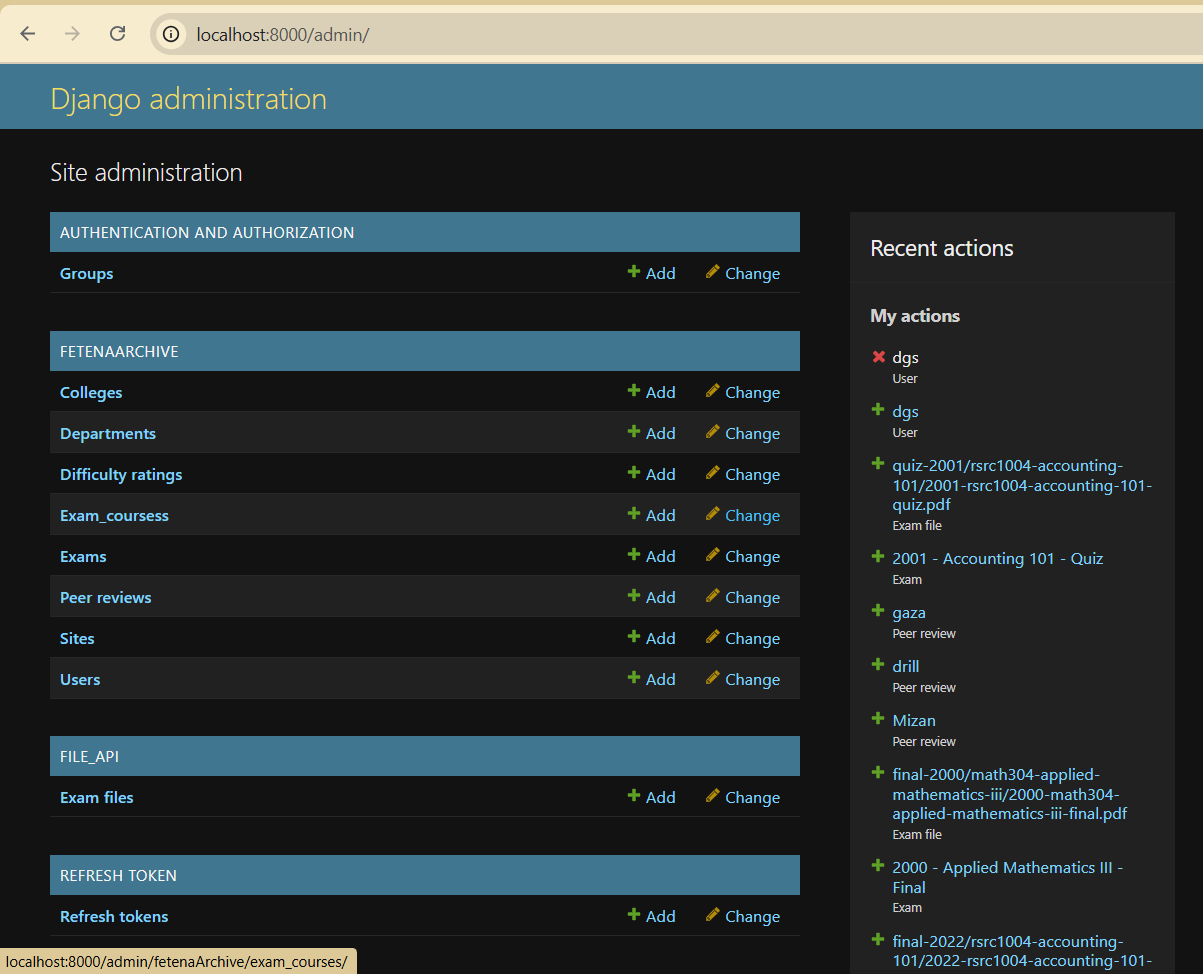 localhost:8000/admin/
Django administration
Site administration
AUTHENTICATION AND AUTHORIZATION
Groups Add Change
FETENAARCHIVE
Colleges Add Change
Departments Add Change
Difficulty ratings Add Change
Exam_coursess Add Change
Exams Add Change
Peer reviews Add Change
Sites Add Change
Users Add Change
FILE_API
Exam files Add Change
REFRESH TOKEN
Refresh tokens Add Change
Recent actions
My actions
dgs
User
dgs
User
quiz-2001/rsrc1004-accounting-
101/2001-rsrc1004-accounting-101-
quiz.pdf
Exam file
2001 - Accounting 101 - Quiz
Exam
gaza
Peer review
drill
Peer review
Mizan
Peer review
final-2000/math304-applied-
mathematics-iii/2000-math304-
applied-mathematics-iii-final.pdf
Exam file
2000 - Applied Mathematics III -
Final
Exam
final-2022/rsrc1004-accounting-
101/2022-rsrc1004-accounting-101-
localhost:8000/admin/fetenaArchive/exam_courses/